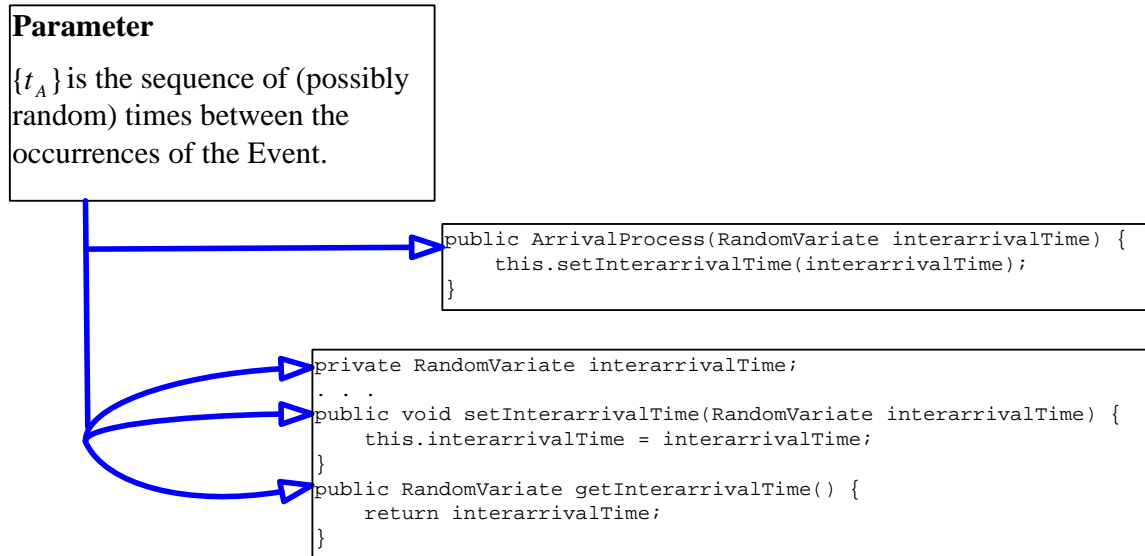 Parameter
{t_A} is the sequence of (possibly
random) times between the
occurrences of the Event.
public ArrivalProcess(RandomVariate interarrivalTime) {
    this.setInterarrivalTime(interarrivalTime);
}
private RandomVariate interarrivalTime;
. . .
public void setInterarrivalTime(RandomVariate interarrivalTime) {
    this.interarrivalTime = interarrivalTime;
}
public RandomVariate getInterarrivalTime() {
    return interarrivalTime;
}